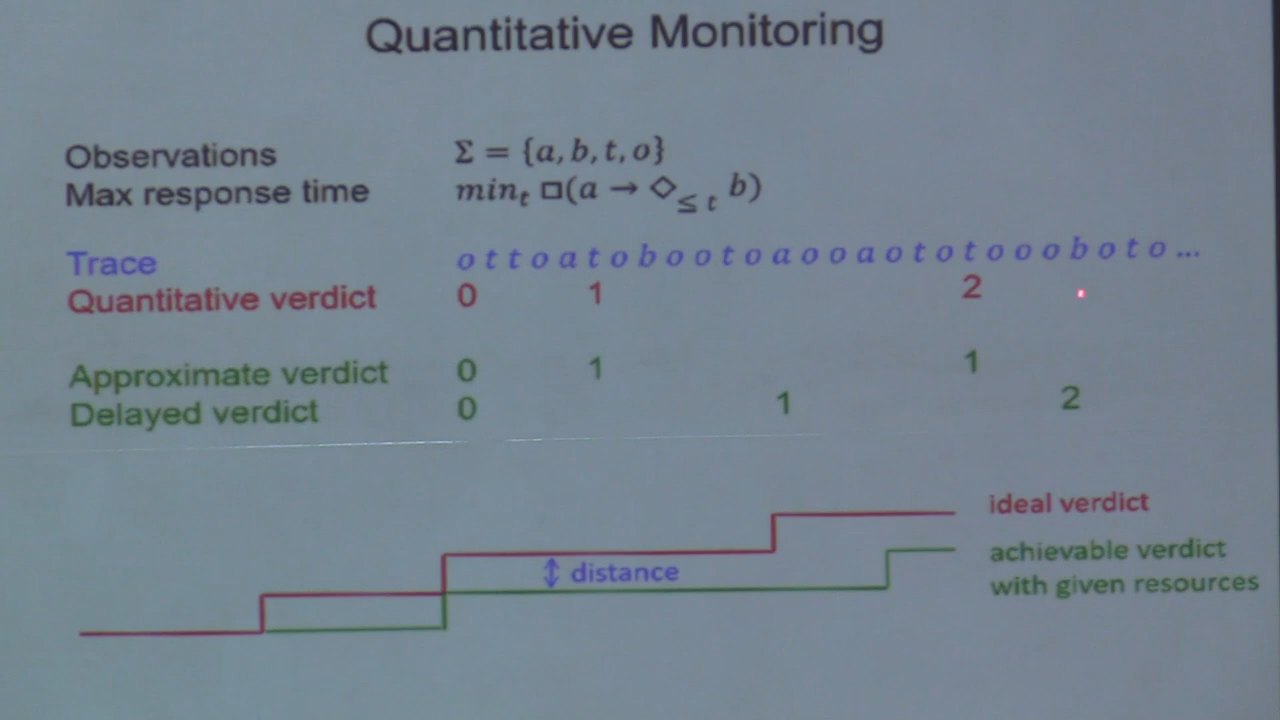 Quantitative Monitoring
Observations Σ = {a, b, t, o}
Max response time min_t □(a → ◇_{≤ t} b)
Trace o t t o a t o b o o t o a o o a o t o t o o o b o t o ...
Quantitative verdict 0 1 2
Approximate verdict 0 1 1
Delayed verdict 0 1 2
ideal verdict
distance
achievable verdict
with given resources